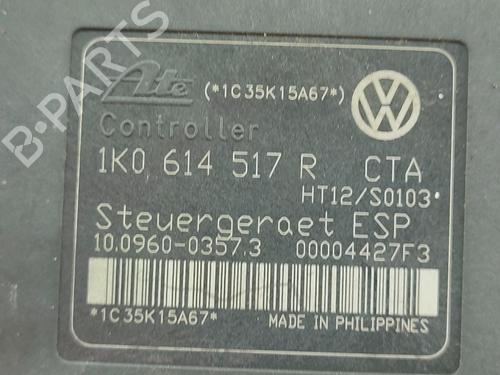 B-PARTS
Ate (*1C35K15A67*)
Controller
1K0 614 517 R CTA
HT12/S0103
Steuergeraet ESP
10.0960-0357.3 00004427F3
*1C35K15A67* MADE IN PHILIPPINES